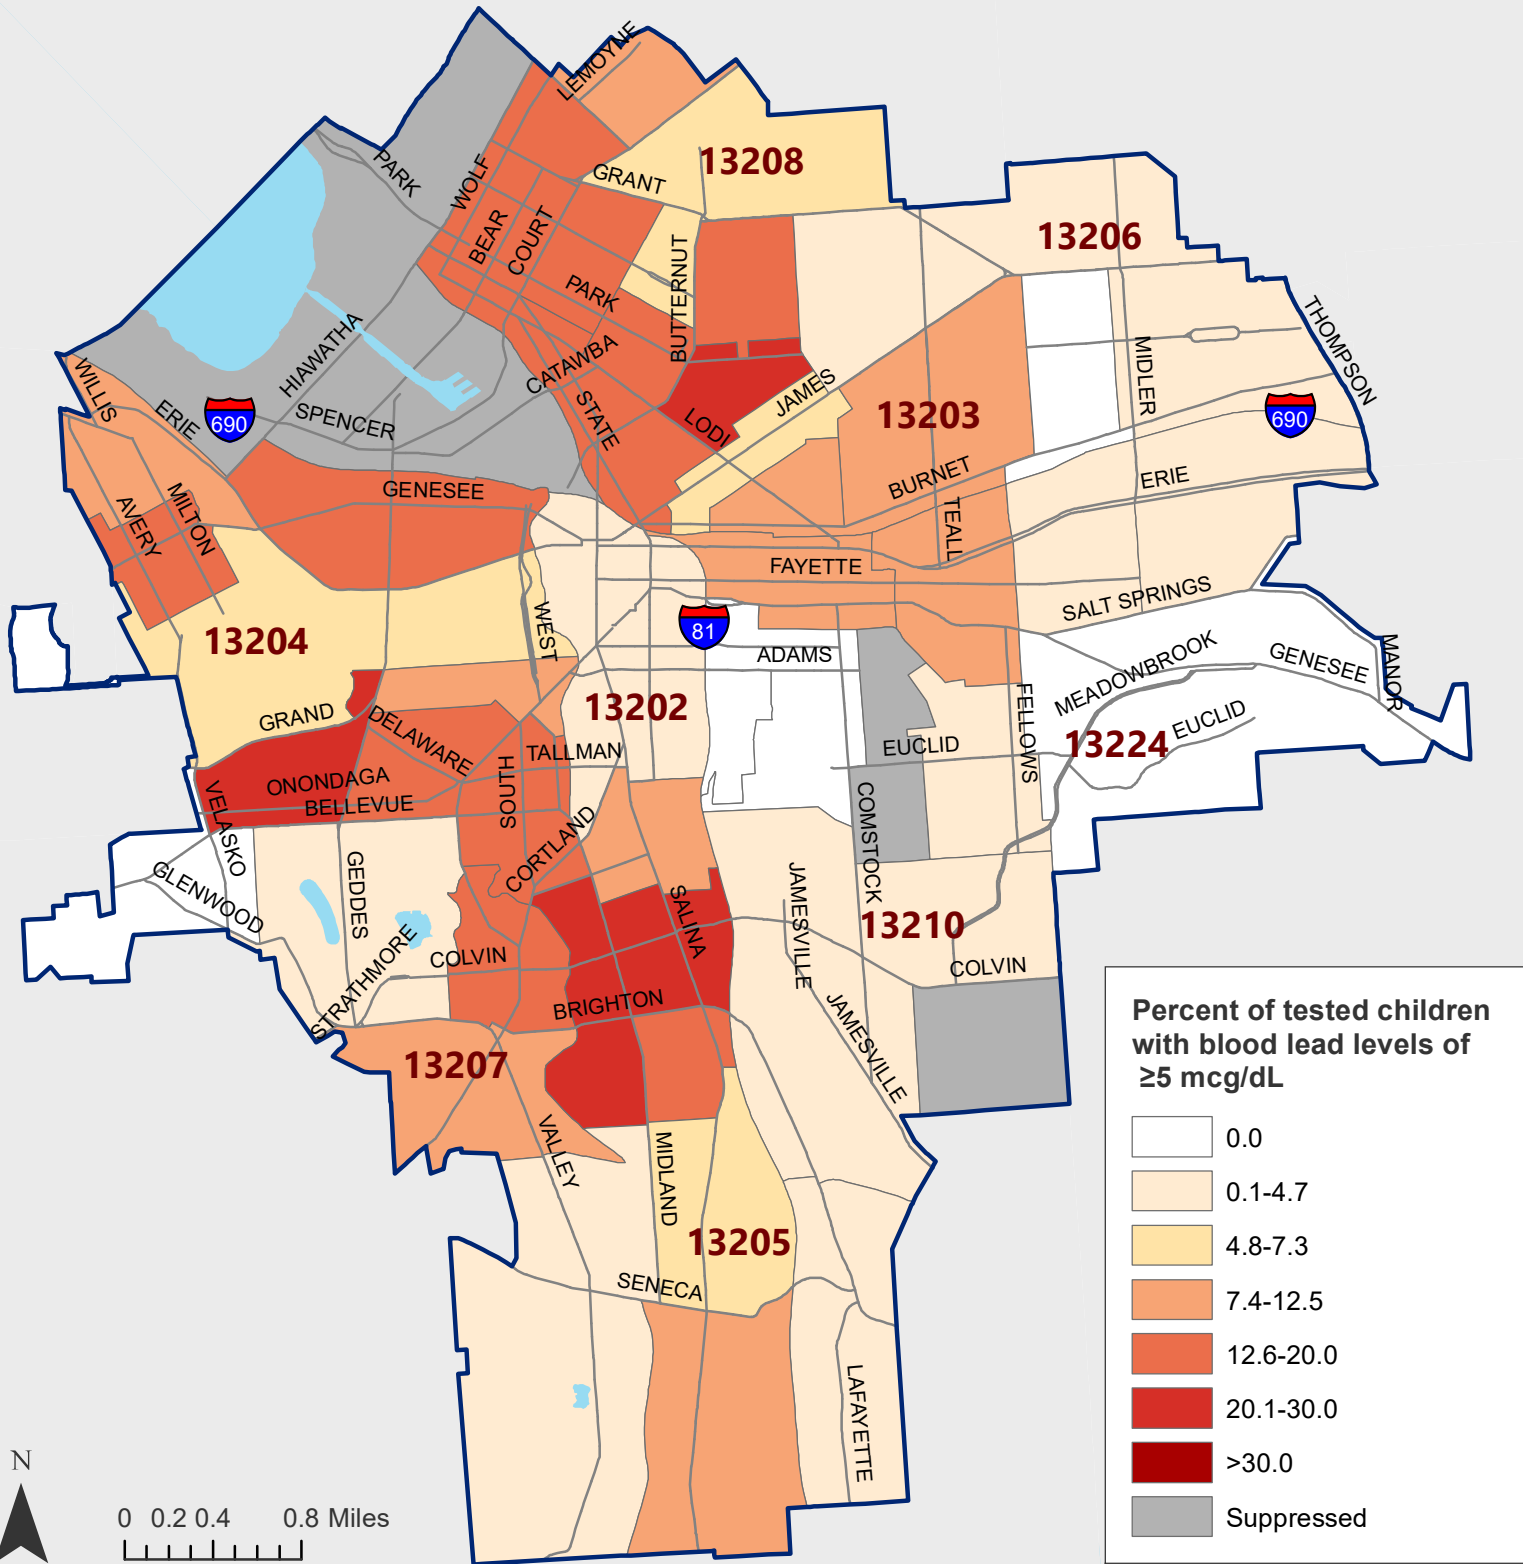 LEMOYNE
13208
PARK
WOLF
GRANT
BEAR
COURT
13206
BUTTERNUT
PARK
THOMPSON
HIAWATHA
MIDLER
WILLIS
CATAWBA
JAMES
13203
ERIE
690
SPENCER
STATE
LODI
690
GENESEE
BURNET
ERIE
AVERY
MILTON
TEALL
FAYETTE
SALT SPRINGS
13204
WEST
81
ADAMS
MEADOWBROOK
GENESEE
MANOR
13202
GRAND
DELAWARE
FELLOWS
EUCLID
EUCLID
13224
TALLMAN
ONONDAGA
BELLEVUE
SOUTH
VELASKO
COMSTOCK
CORTLAND
GLENWOOD
GEDDES
SALINA
JAMESVILLE
13210
STRATHMORE
COLVIN
COLVIN
BRIGHTON
JAMESVILLE
13207
VALLEY
MIDLAND
13205
SENECA
LAFAYETTE
Percent of tested children
with blood lead levels of
≥5 mcg/dL
0.0
0.1-4.7
4.8-7.3
7.4-12.5
12.6-20.0
20.1-30.0
>30.0
Suppressed
N
0 0.2 0.4 0.8 Miles